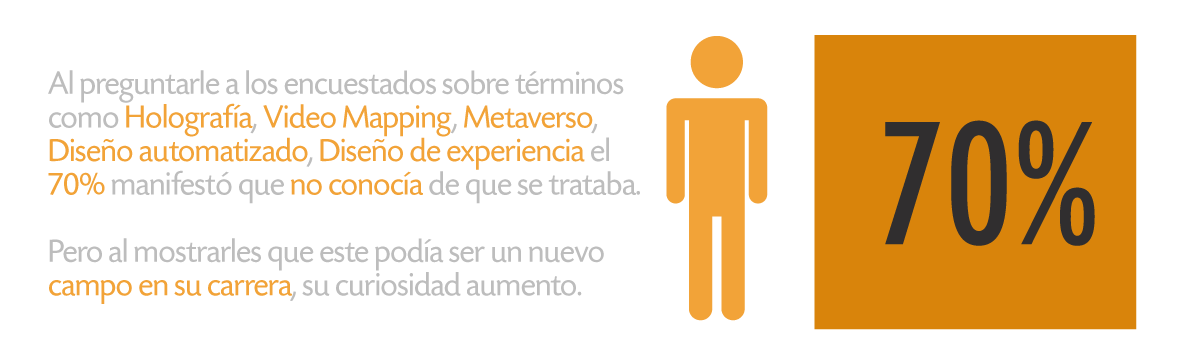 Al preguntarle a los encuestados sobre términos
como Holografía, Video Mapping, Metaverso,
Diseño automatizado, Diseño de experiencia el
70% manifestó que no conocía de que se trataba.
Pero al mostrarles que este podía ser un nuevo
campo en su carrera, su curiosidad aumento.
70%